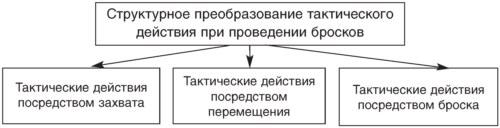 Структурное преобразование тактического
действия при проведении бросков
Тактические действия
посредством захвата
Тактические действия
посредством
перемещения
Тактические действия
посредством броска